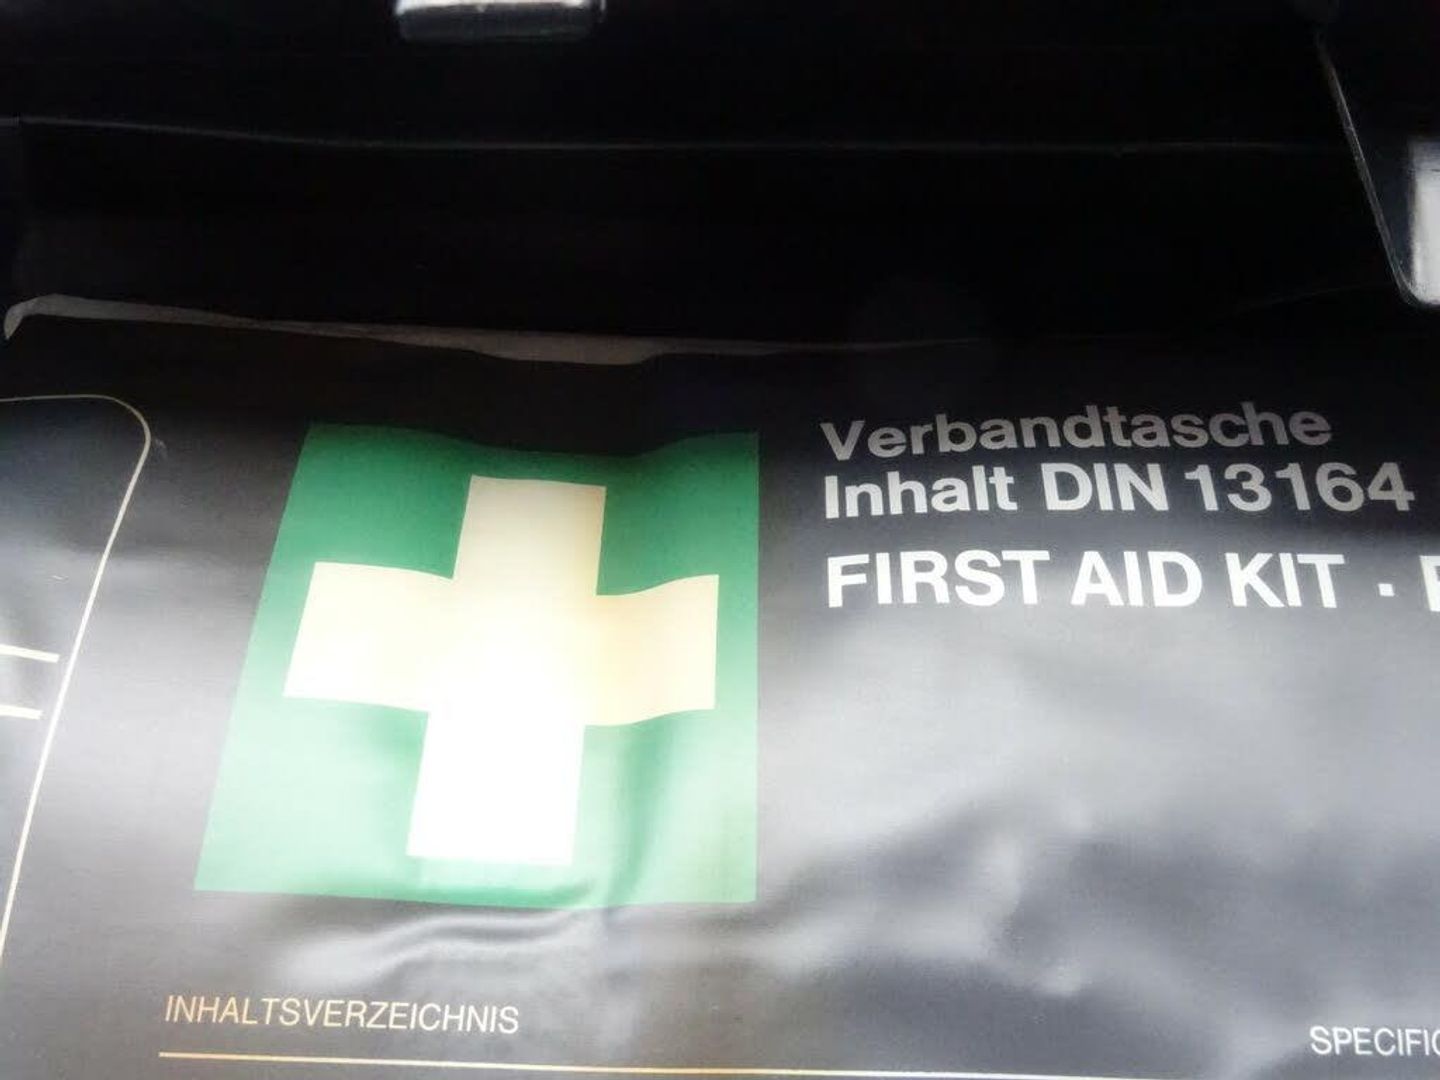 Verbandtasche
Inhalt DIN 13164
FIRST AID KIT ·
INHALTSVERZEICHNIS